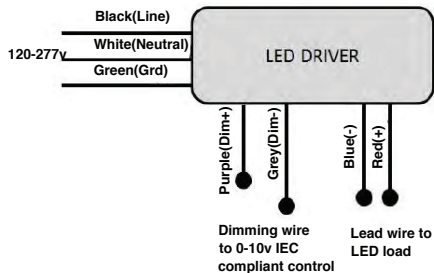 Black(Line)
White(Neutral)
120-277v
Green(Grd)
LED DRIVER
Purple(Dim+)
Grey(Dim-)
Blue(-)
Red(+)
Dimming wire
to 0-10v IEC
compliant control
Lead wire to
LED load